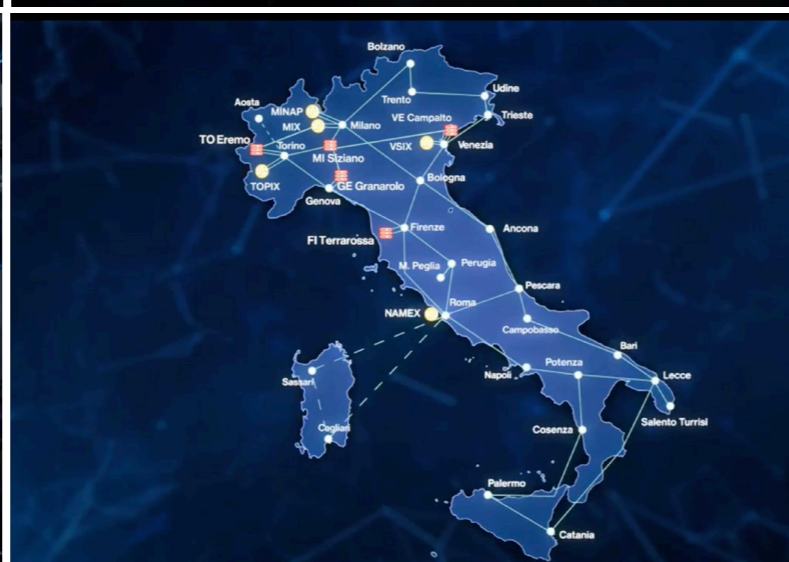 Bolzano
Trento
Udine
Aosta
MINAP
VE Campalto
Trieste
MIX
Milano
TO Eremo
Torino
VSIX
Venezia
MI Siziano
TOPIX
GE Granarolo
Bologna
Genova
Firenze
Ancona
FI Terrarossa
M. Peglia
Perugia
Pescara
Roma
NAMEX
Campobasso
Bari
Sassari
Napoli
Potenza
Lecce
Salento Turrisi
Cagliari
Cosenza
Palermo
Catania